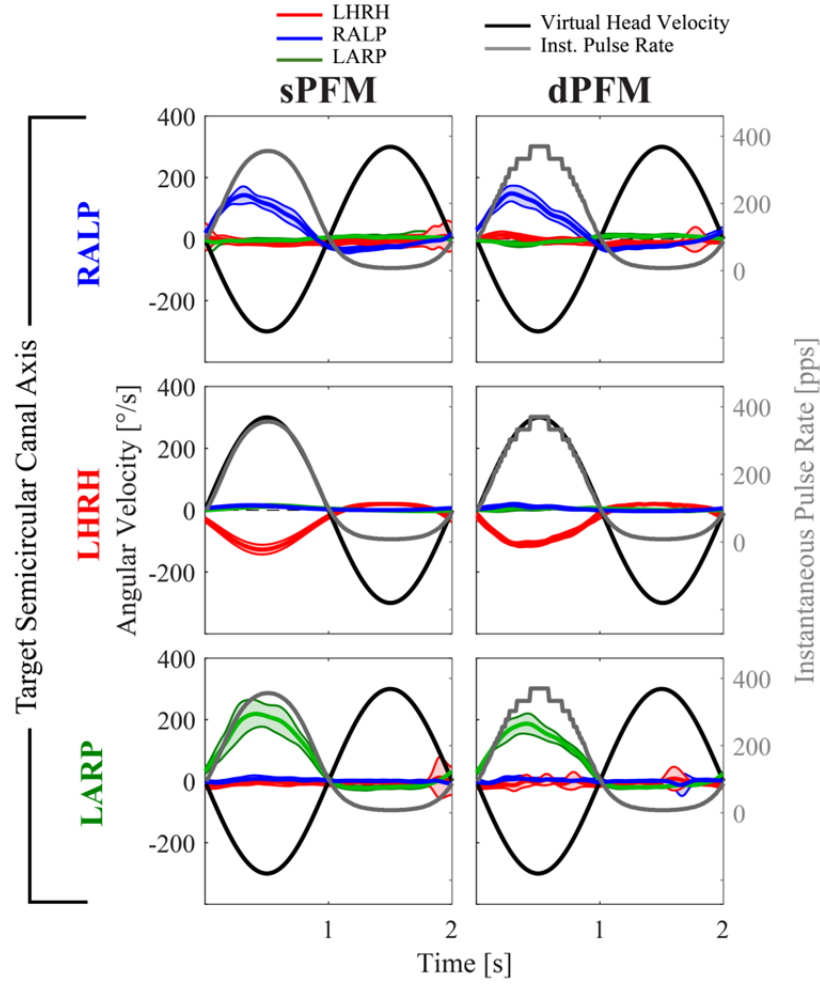 LHRH
RALP
LARP
Virtual Head Velocity
Inst. Pulse Rate
sPFM
dPFM
Target Semicircular Canal Axis
RALP
LHRH
LARP
Angular Velocity [°/s]
Instantaneous Pulse Rate [pps]
400
200
0
-200
400
200
0
400
200
0
-200
400
200
0
400
200
0
-200
400
200
0
1
2
1
2
Time [s]